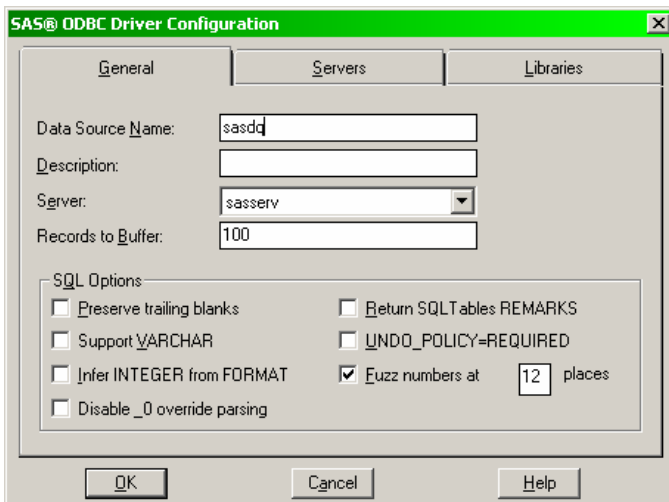 SAS® ODBC Driver Configuration
General Servers Libraries
Data Source Name: sasdq
Description:
Server: sasserv
Records to Buffer: 100
SQL Options
Preserve trailing blanks Return SQLTables REMARKS
Support VARCHAR UNDO_POLICY=REQUIRED
Infer INTEGER from FORMAT Fuzz numbers at 12 places
Disable _0 override parsing
OK Cancel Help